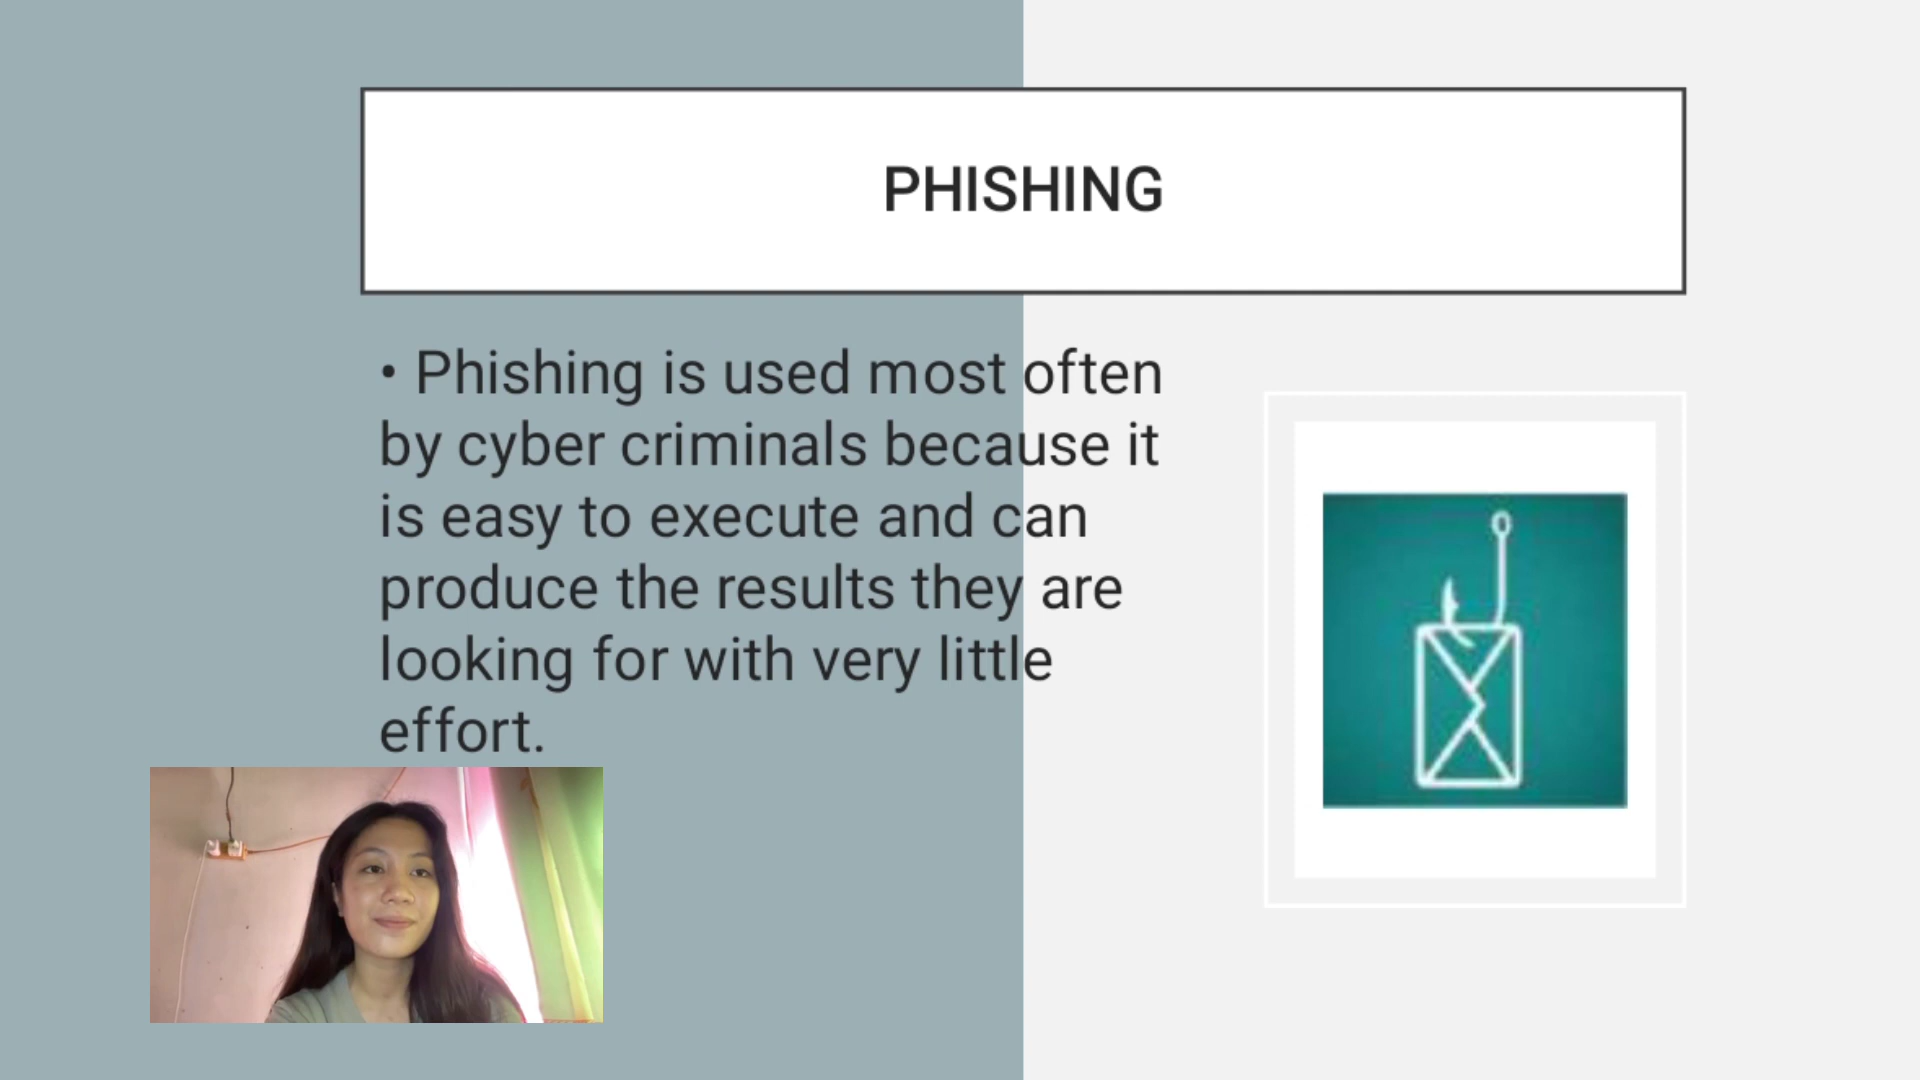 PHISHING
• Phishing is used most often
by cyber criminals because it
is easy to execute and can
produce the results they are
looking for with very little
effort.